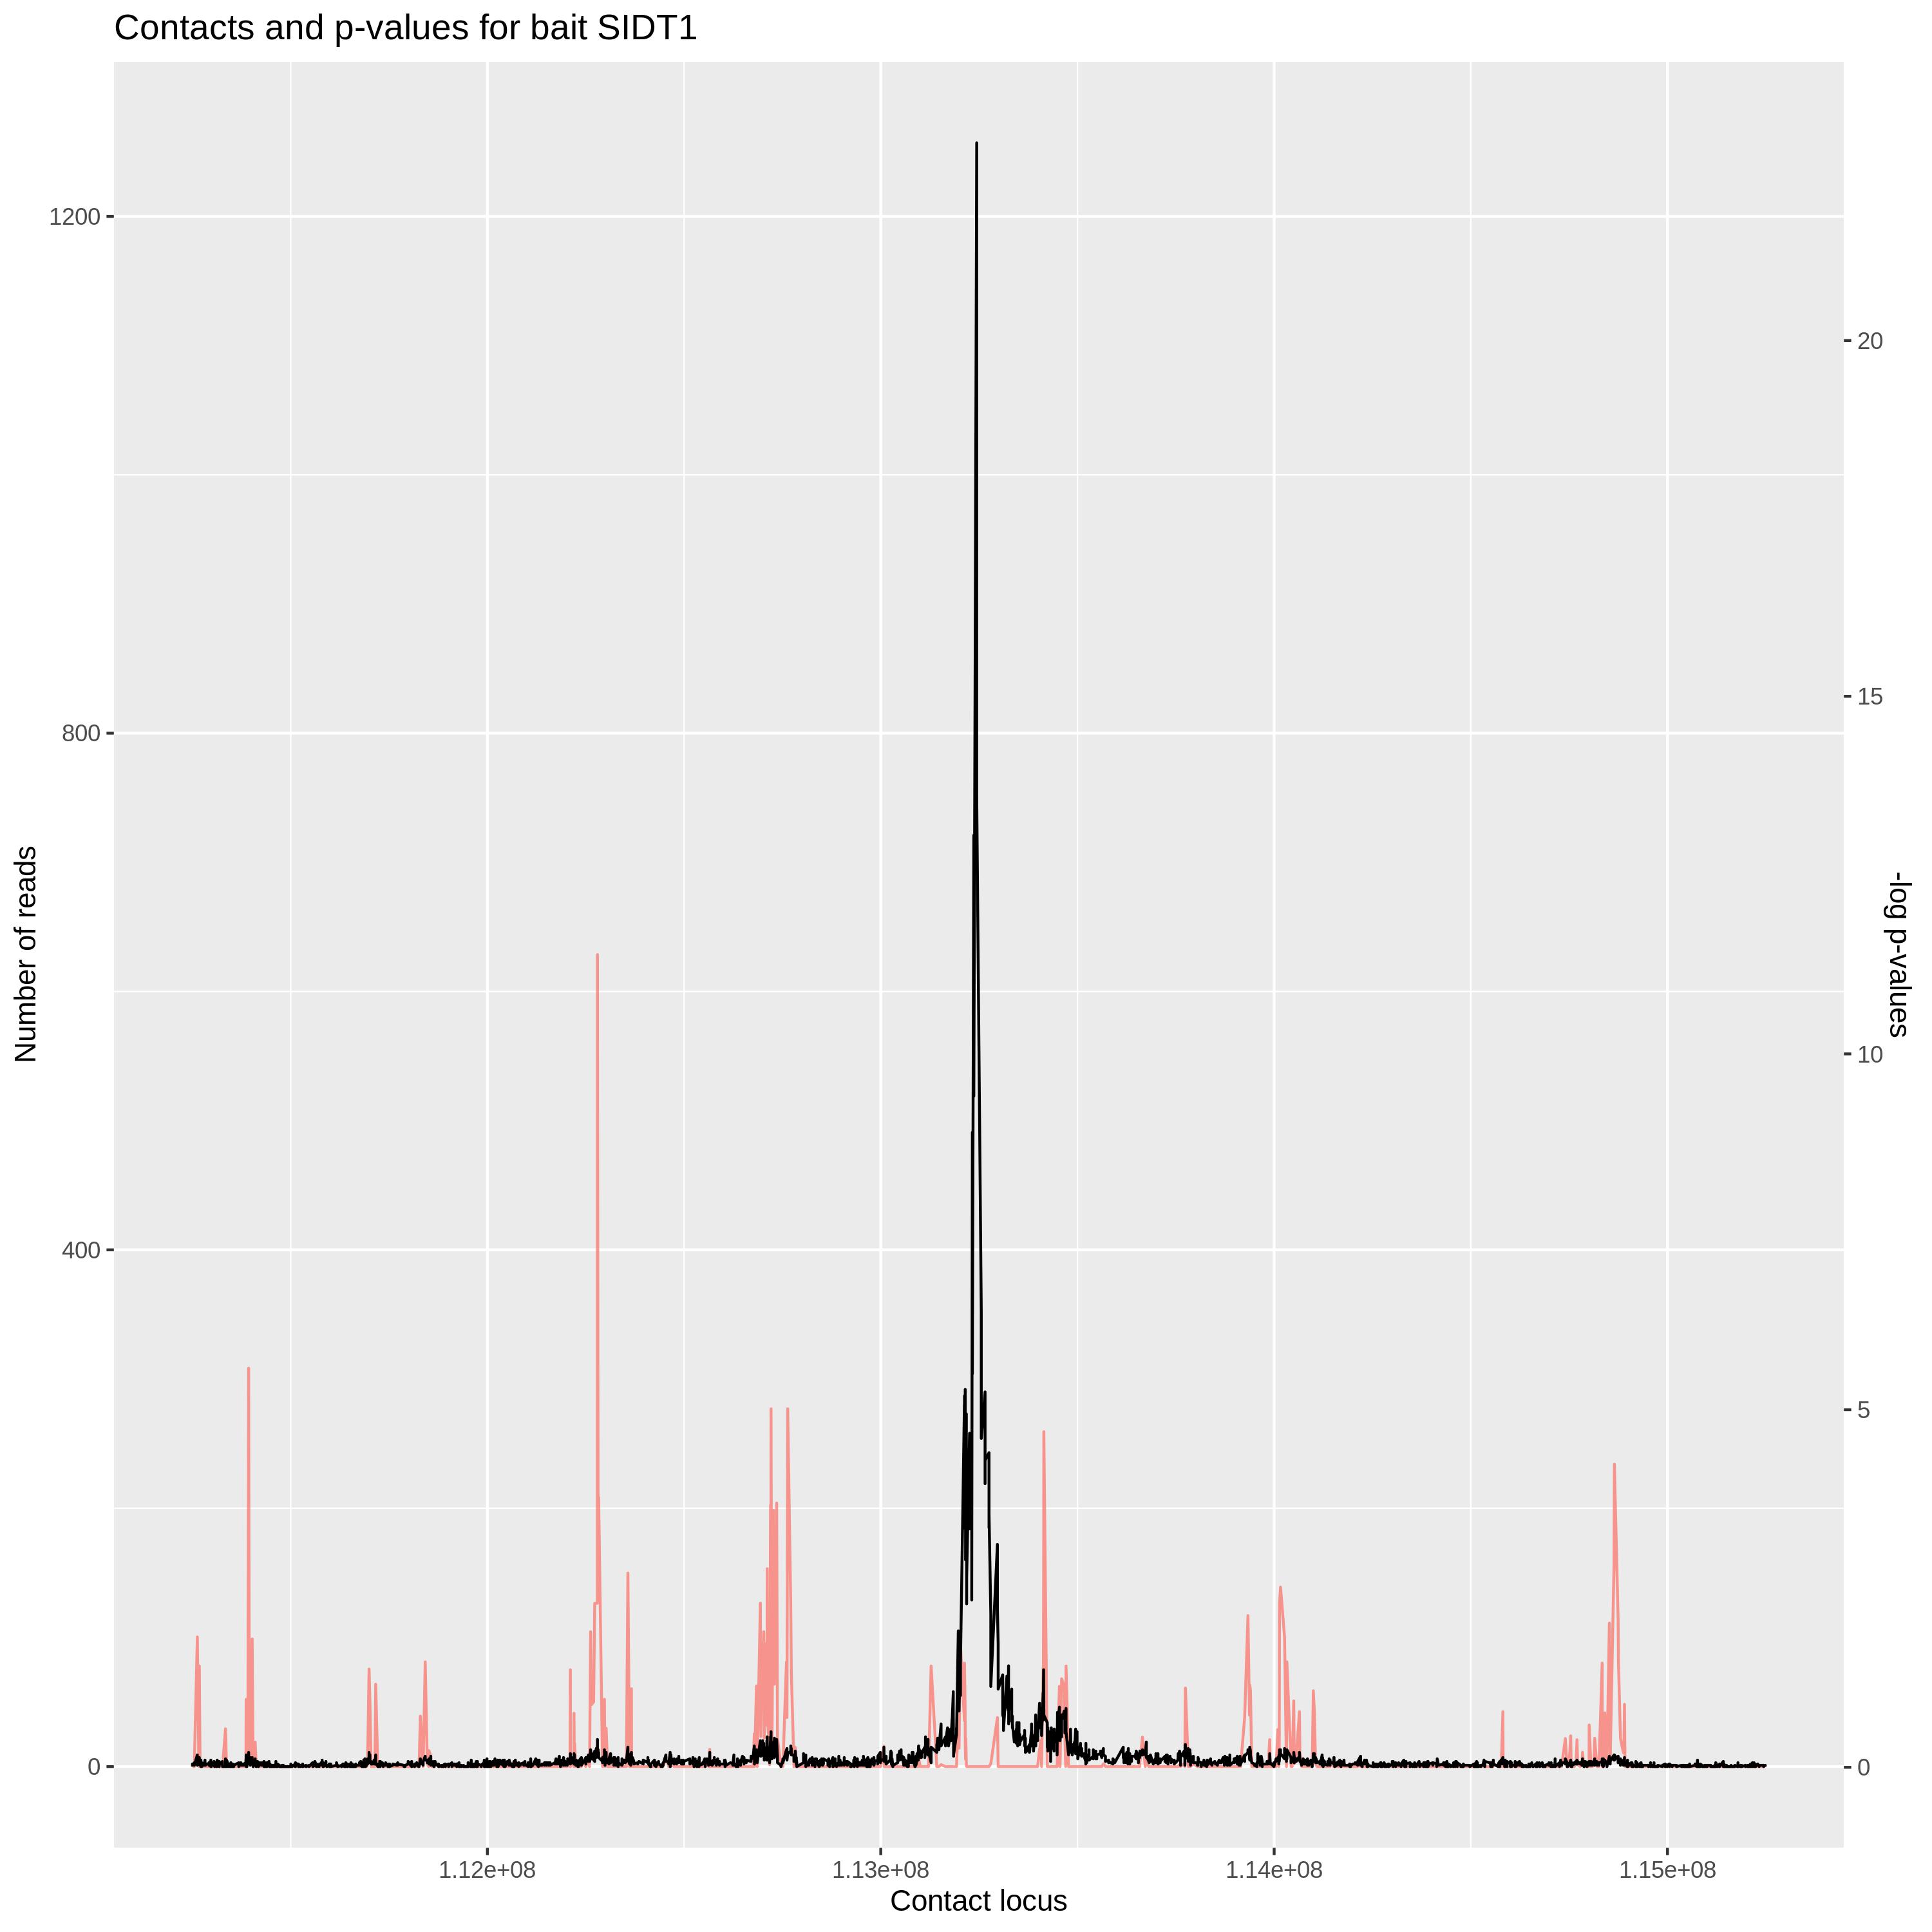 Contacts and p-values for bait SIDT1
1200
800
400
0
Number of reads
20
15
10
5
0
-log p-values
1.12e+08
1.13e+08
1.14e+08
1.15e+08
Contact locus